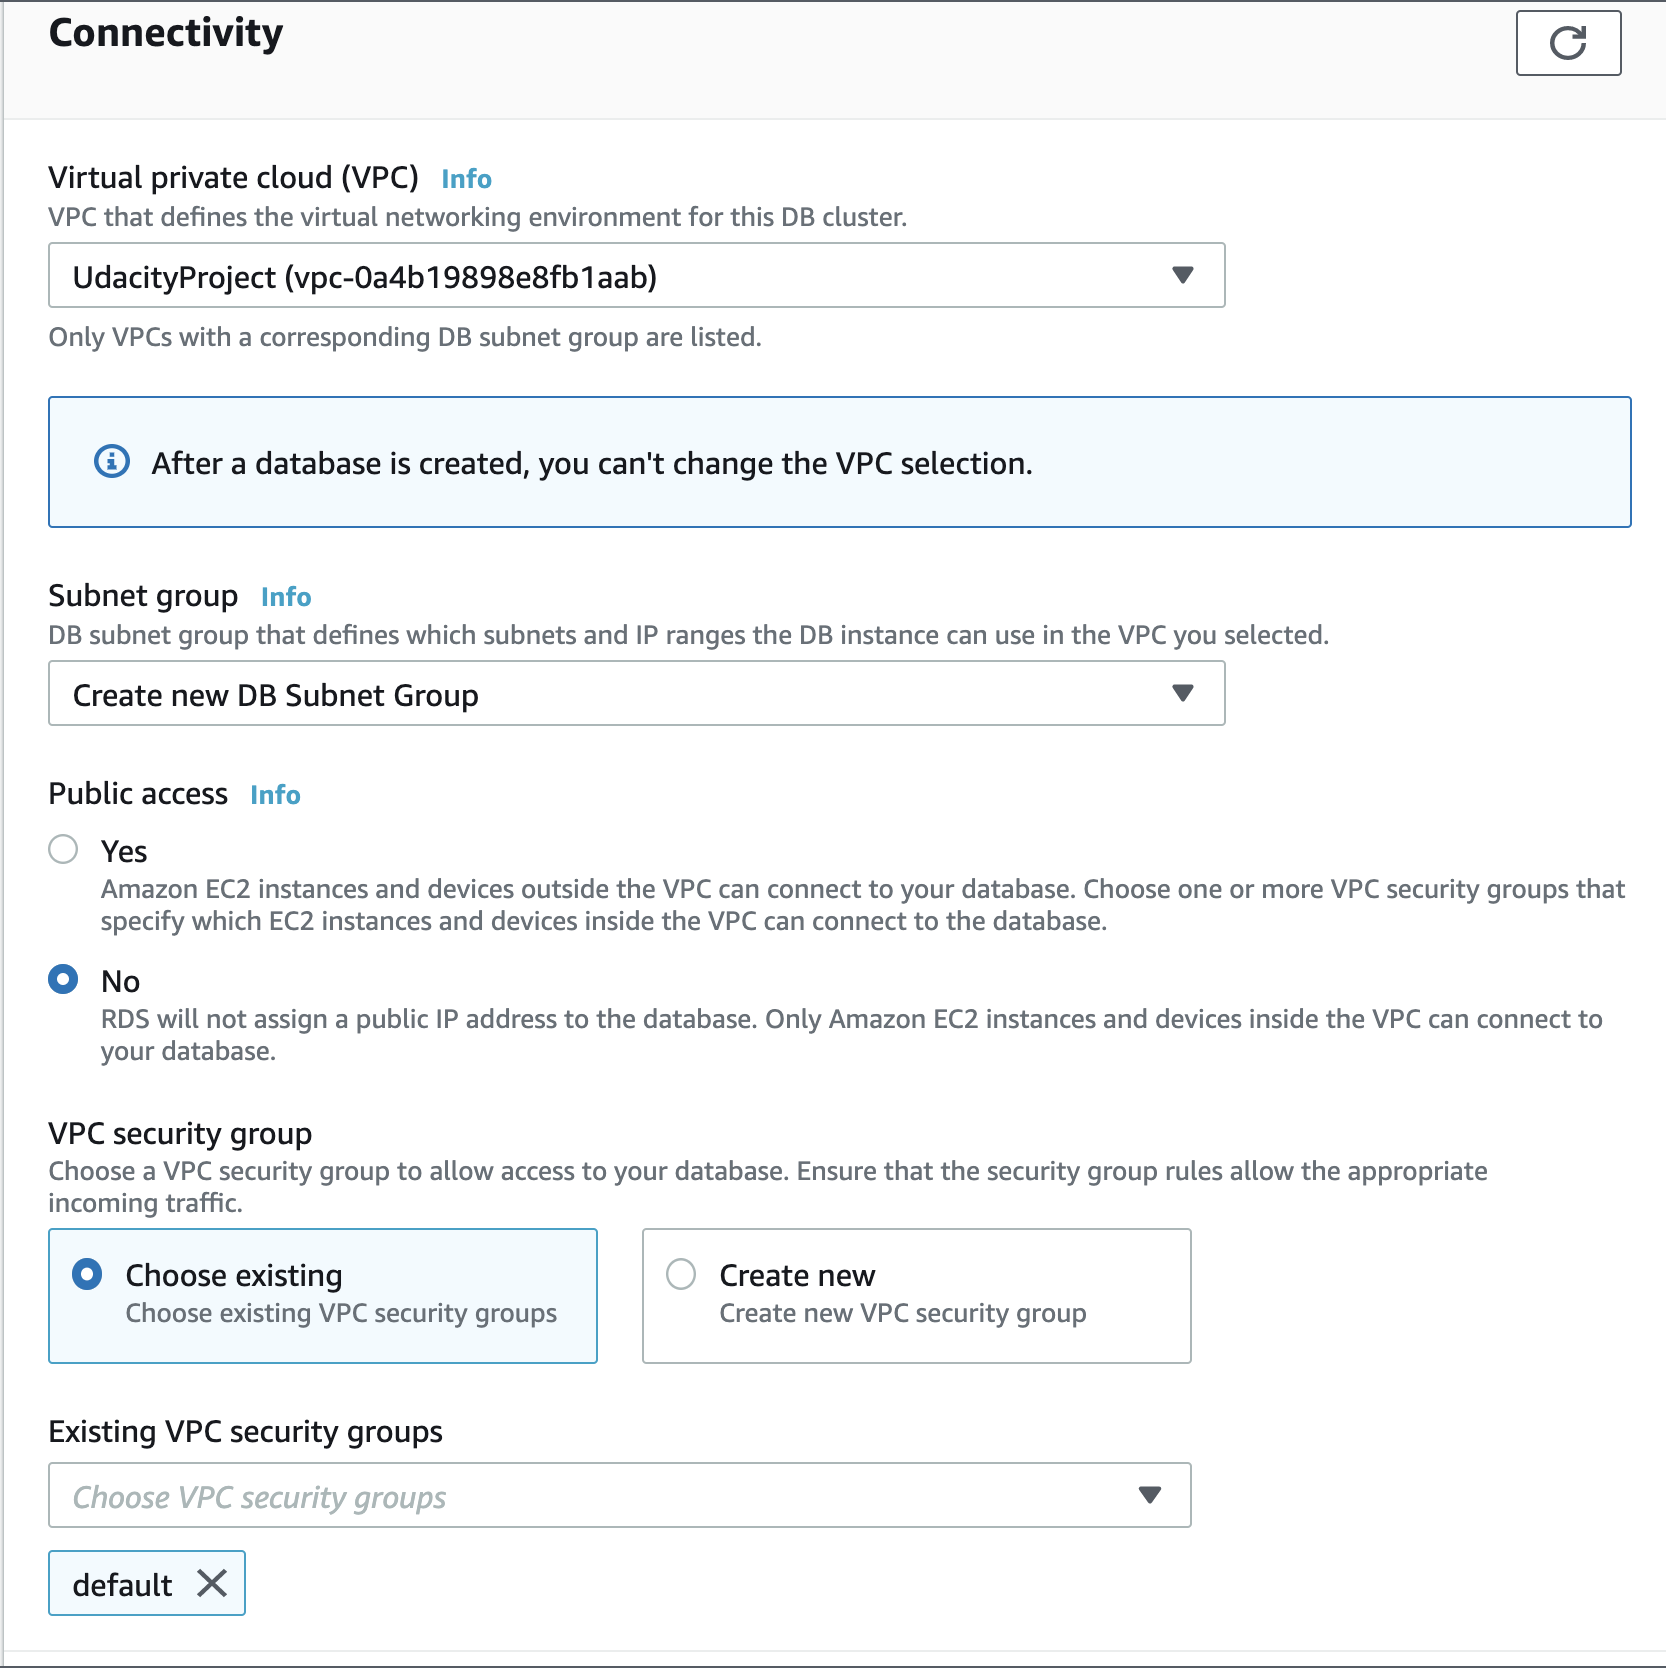 Connectivity
Virtual private cloud (VPC) Info
VPC that defines the virtual networking environment for this DB cluster.
UdacityProject (vpc-0a4b19898e8fb1aab)
Only VPCs with a corresponding DB subnet group are listed.
After a database is created, you can't change the VPC selection.
Subnet group Info
DB subnet group that defines which subnets and IP ranges the DB instance can use in the VPC you selected.
Create new DB Subnet Group
Public access Info
Yes
Amazon EC2 instances and devices outside the VPC can connect to your database. Choose one or more VPC security groups that
specify which EC2 instances and devices inside the VPC can connect to the database.
No
RDS will not assign a public IP address to the database. Only Amazon EC2 instances and devices inside the VPC can connect to
your database.
VPC security group
Choose a VPC security group to allow access to your database. Ensure that the security group rules allow the appropriate
incoming traffic.
Choose existing
Choose existing VPC security groups
Create new
Create new VPC security group
Existing VPC security groups
Choose VPC security groups
default